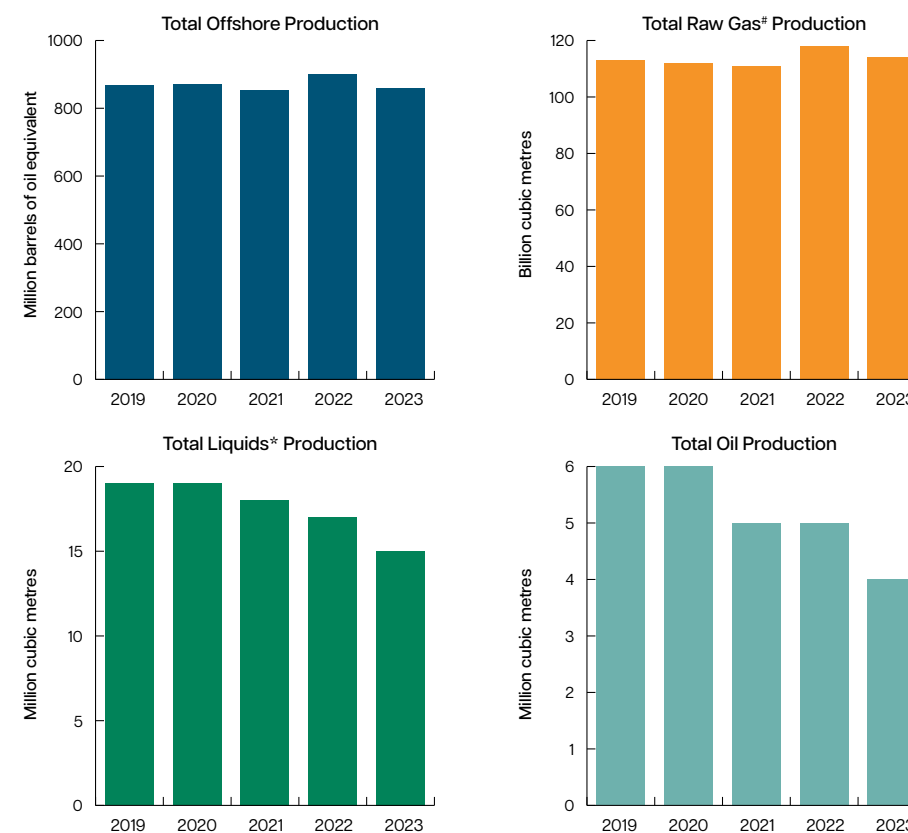 Total Offshore Production
Million barrels of oil equivalent
1000
800
600
400
200
0
2019 2020 2021 2022 2023
Total Raw Gas# Production
Billion cubic metres
120
100
80
60
40
20
0
2019 2020 2021 2022 2023
Total Liquids* Production
Million cubic metres
20
15
10
5
0
2019 2020 2021 2022 2023
Total Oil Production
Million cubic metres
6
5
4
3
2
1
0
2019 2020 2021 2022 2023